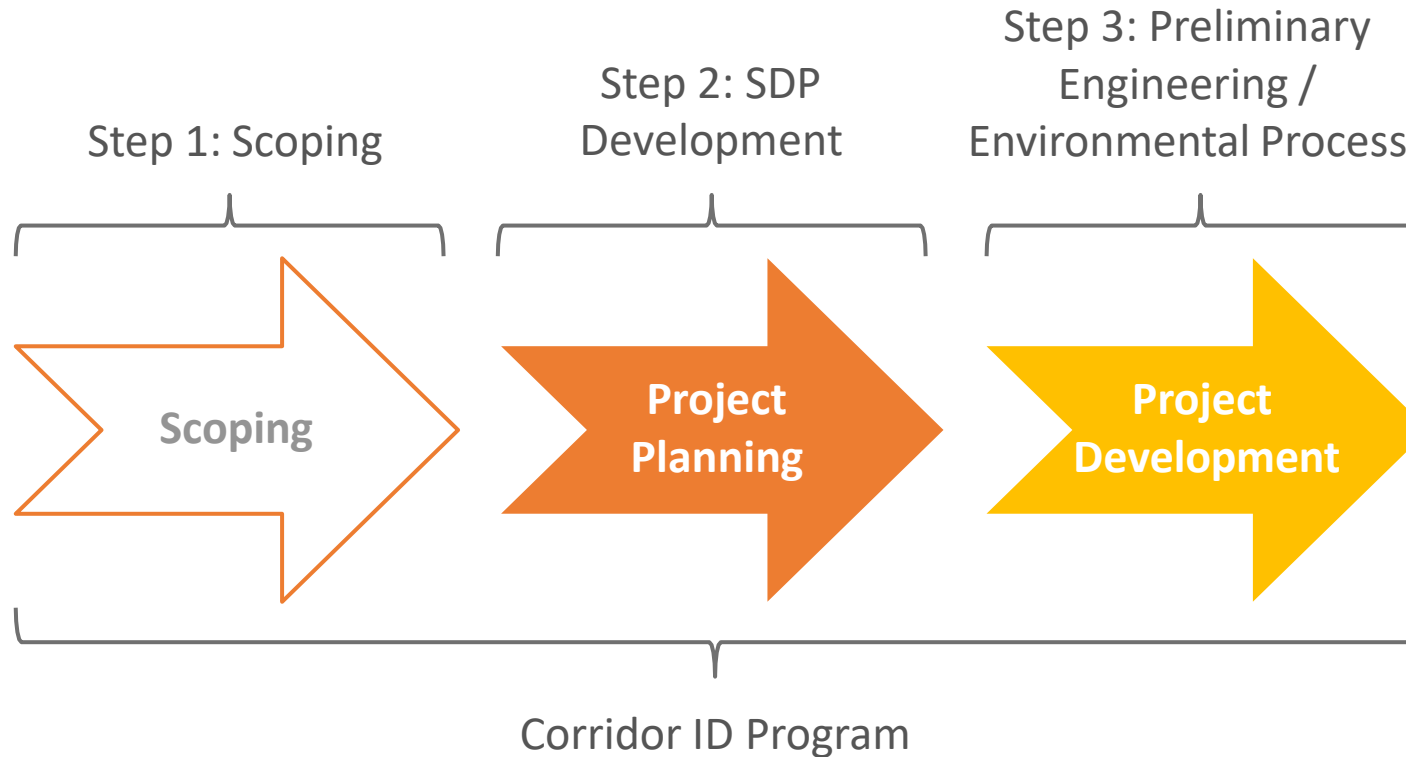 Step 1: Scoping
Step 2: SDP
Development
Step 3: Preliminary
Engineering /
Environmental Process
Scoping
Project
Planning
Project
Development
Corridor ID Program